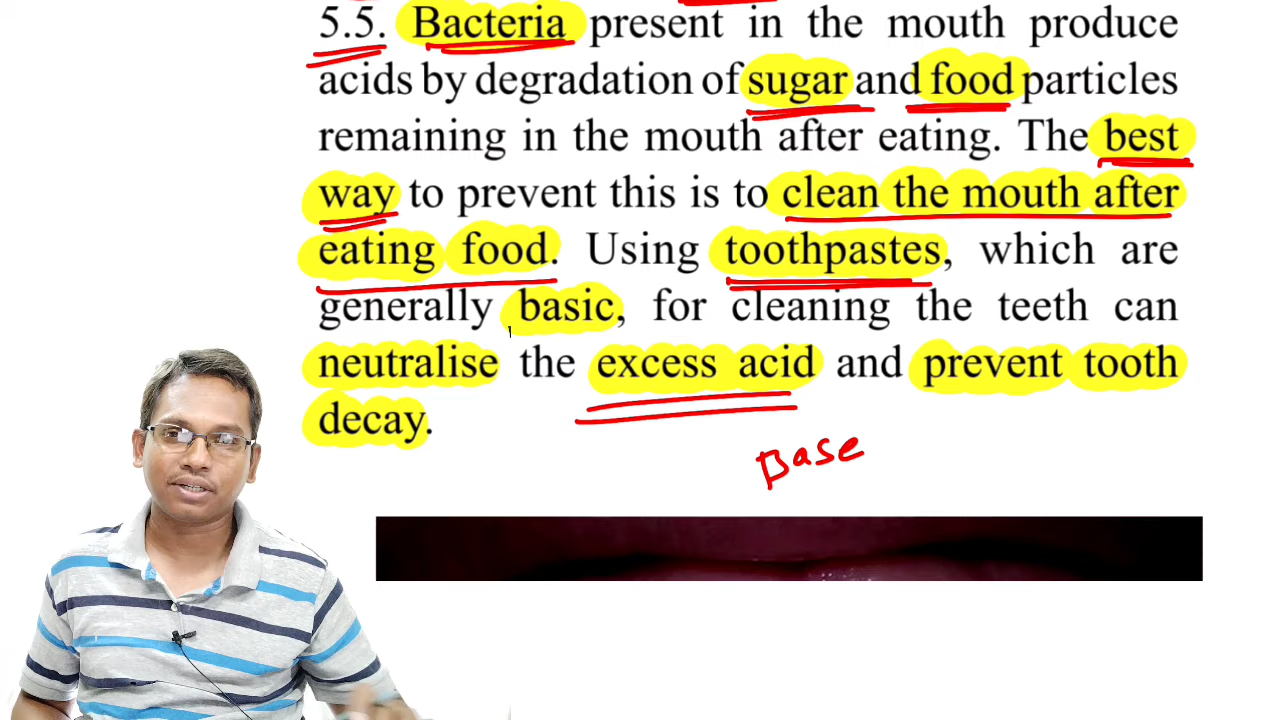 5.5. Bacteria present in the mouth produce
acids by degradation of sugar and food particles
remaining in the mouth after eating. The best
way to prevent this is to clean the mouth after
eating food. Using toothpastes, which are
generally basic, for cleaning the teeth can
neutralise the excess acid and prevent tooth
decay.
Base